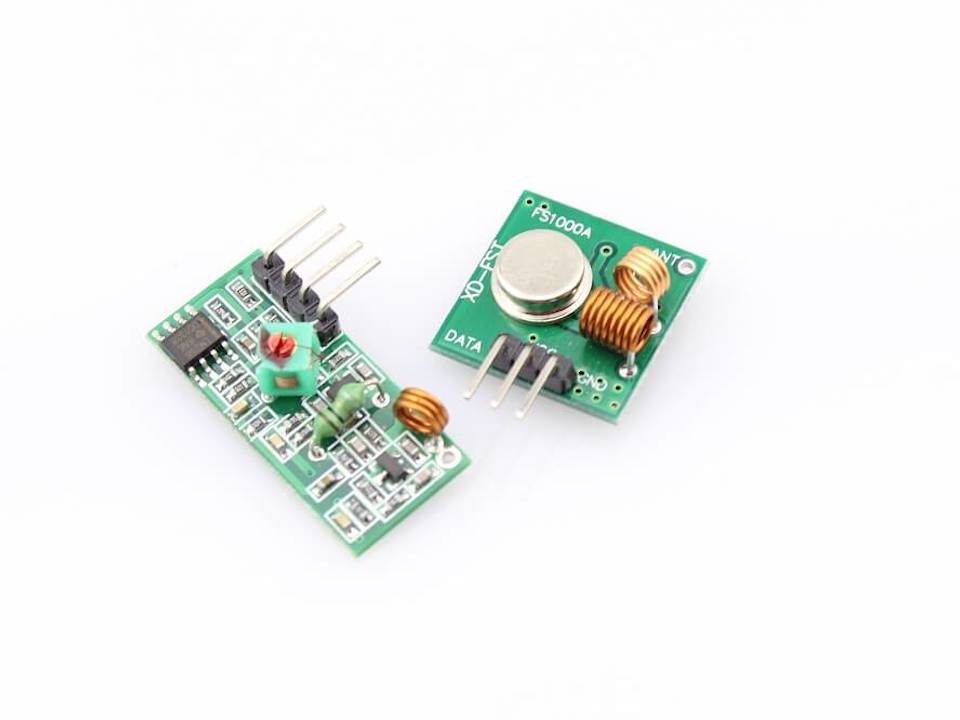 FS1000A
XD-FST
ANT
DATA
GND